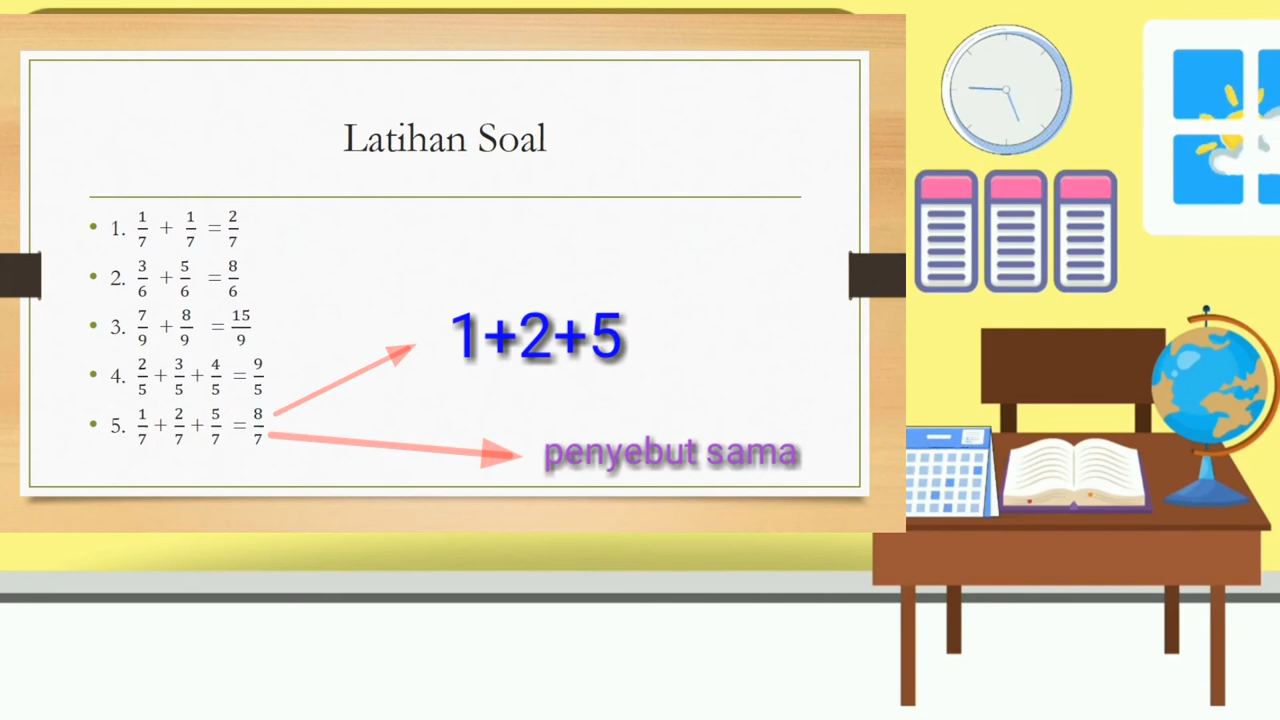 Latihan Soal
• 1. 1/7 + 1/7 = 2/7
• 2. 3/6 + 5/6 = 8/6
• 3. 7/9 + 8/9 = 15/9
• 4. 2/5 + 3/5 + 4/5 = 9/5
• 5. 1/7 + 2/7 + 5/7 = 8/7
1+2+5
penyebut sama